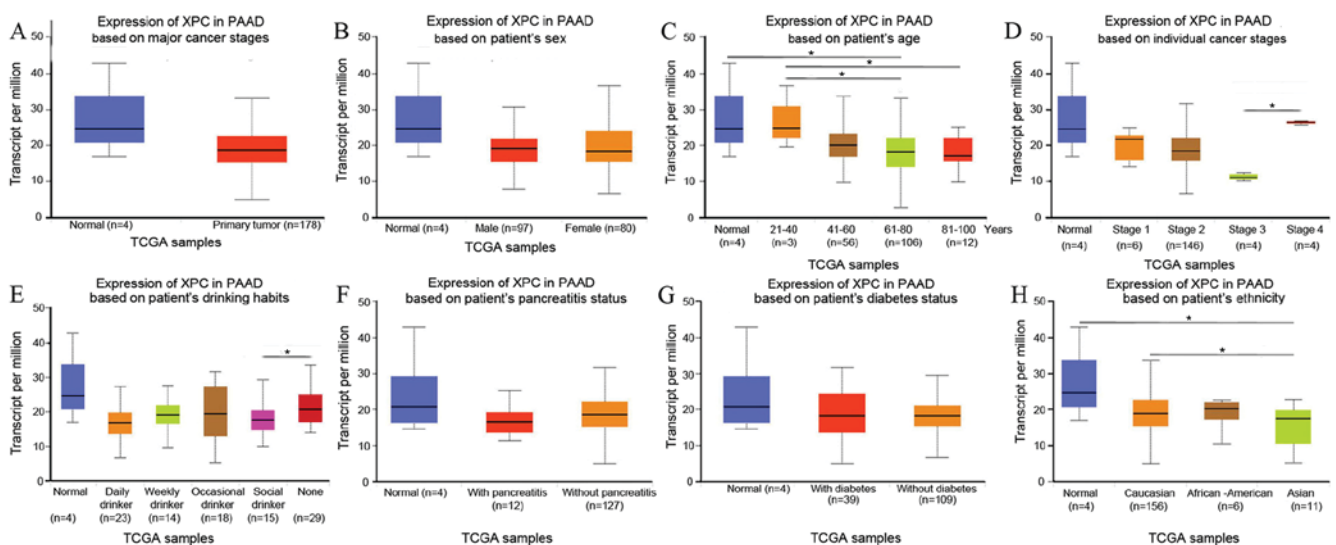 A
Expression of XPC in PAAD
based on major cancer stages
Transcript per million
50
40
30
20
10
0
Normal (n=4)
Primary tumor (n=178)
TCGA samples
B
Expression of XPC in PAAD
based on patient's sex
Transcript per million
50
40
30
20
10
0
Normal (n=4)
Male (n=97)
Female (n=80)
TCGA samples
C
Expression of XPC in PAAD
based on patient's age
Transcript per million
50
40
30
20
10
0
*
*
*
Normal 21-40 41-60 61-80 81-100 Years
(n=4) (n=3) (n=56) (n=106) (n=12)
TCGA samples
D
Expression of XPC in PAAD
based on individual cancer stages
Transcript per million
50
40
30
20
10
0
*
Normal Stage 1 Stage 2 Stage 3 Stage 4
(n=4) (n=6) (n=146) (n=4) (n=4)
TCGA samples
E
Expression of XPC in PAAD
based on patient's drinking habits
Transcript per million
50
40
30
20
10
0
*
Normal Daily Weekly Occasional Social None
drinker drinker drinker drinker
(n=4) (n=23) (n=14) (n=18) (n=15) (n=29)
TCGA samples
F
Expression of XPC in PAAD
based on patient's pancreatitis status
Transcript per million
50
40
30
20
10
0
Normal (n=4) With pancreatitis Without pancreatitis
(n=12) (n=127)
TCGA samples
G
Expression of XPC in PAAD
based on patient's diabetes status
Transcript per million
50
40
30
20
10
0
Normal (n=4) With diabetes Without diabetes
(n=39) (n=109)
TCGA samples
H
Expression of XPC in PAAD
based on patient's ethnicity
Transcript per million
50
40
30
20
10
0
*
*
Normal Caucasian African -American Asian
(n=4) (n=156) (n=6) (n=11)
TCGA samples